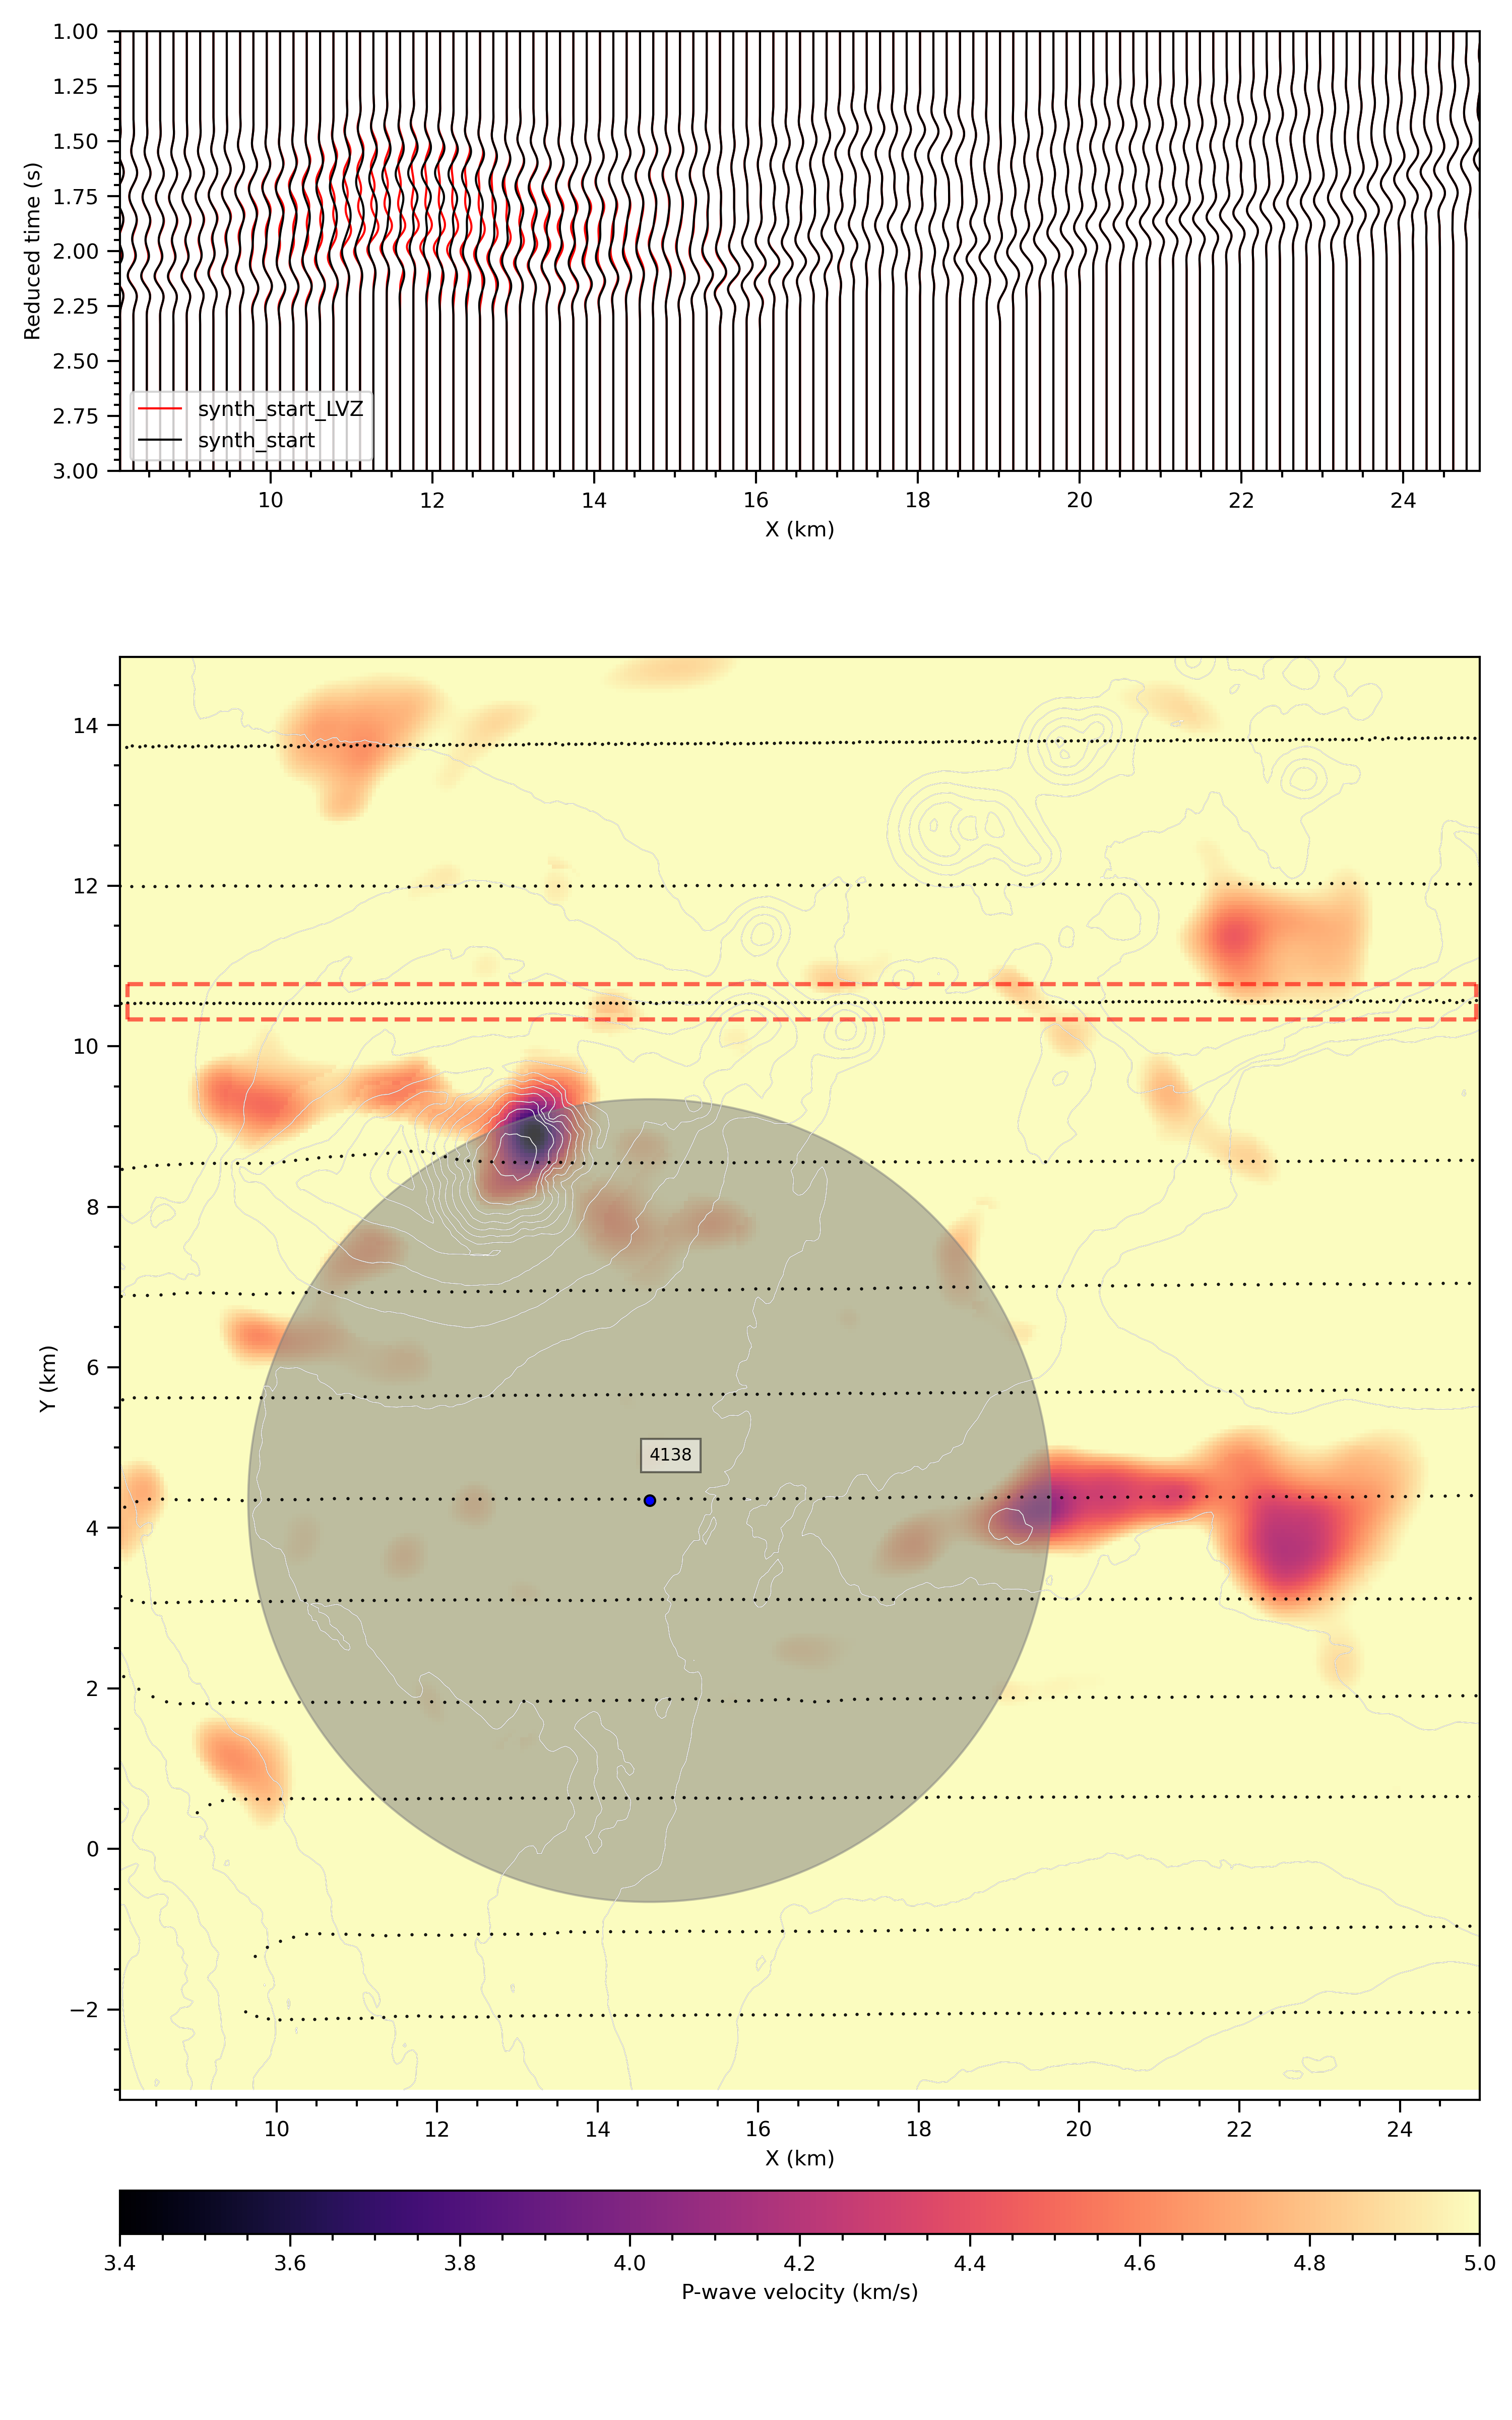 1.00
1.25
1.50
1.75
2.00
2.25
2.50
2.75
3.00
Reduced time (s)
synth_start_LVZ
synth_start
10 12 14 16 18 20 22 24
X (km)
14
12
10
8
6
4
2
0
−2
Y (km)
4138
10 12 14 16 18 20 22 24
X (km)
3.4 3.6 3.8 4.0 4.2 4.4 4.6 4.8 5.0
P-wave velocity (km/s)